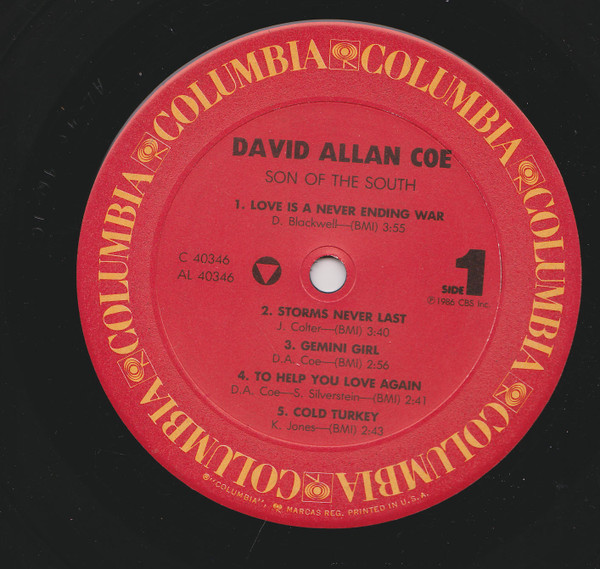 COLUMBIA COLUMBIA COLUMBIA COLUMBIA COLUMBIA COLUMBIA
DAVID ALLAN COE
SON OF THE SOUTH
1. LOVE IS A NEVER ENDING WAR
D. Blackwell—(BMI) 3:55
C 40346
AL 40346
SIDE 1
℗1986 CBS Inc.
2. STORMS NEVER LAST
J. Colter—(BMI) 3:40
3. GEMINI GIRL
D.A. Coe—(BMI) 2:56
4. TO HELP YOU LOVE AGAIN
D.A. Coe—S. Silverstein—(BMI) 2:41
5. COLD TURKEY
K. Jones—(BMI) 2:43
®"COLUMBIA", MARCAS REG. PRINTED IN U.S.A.